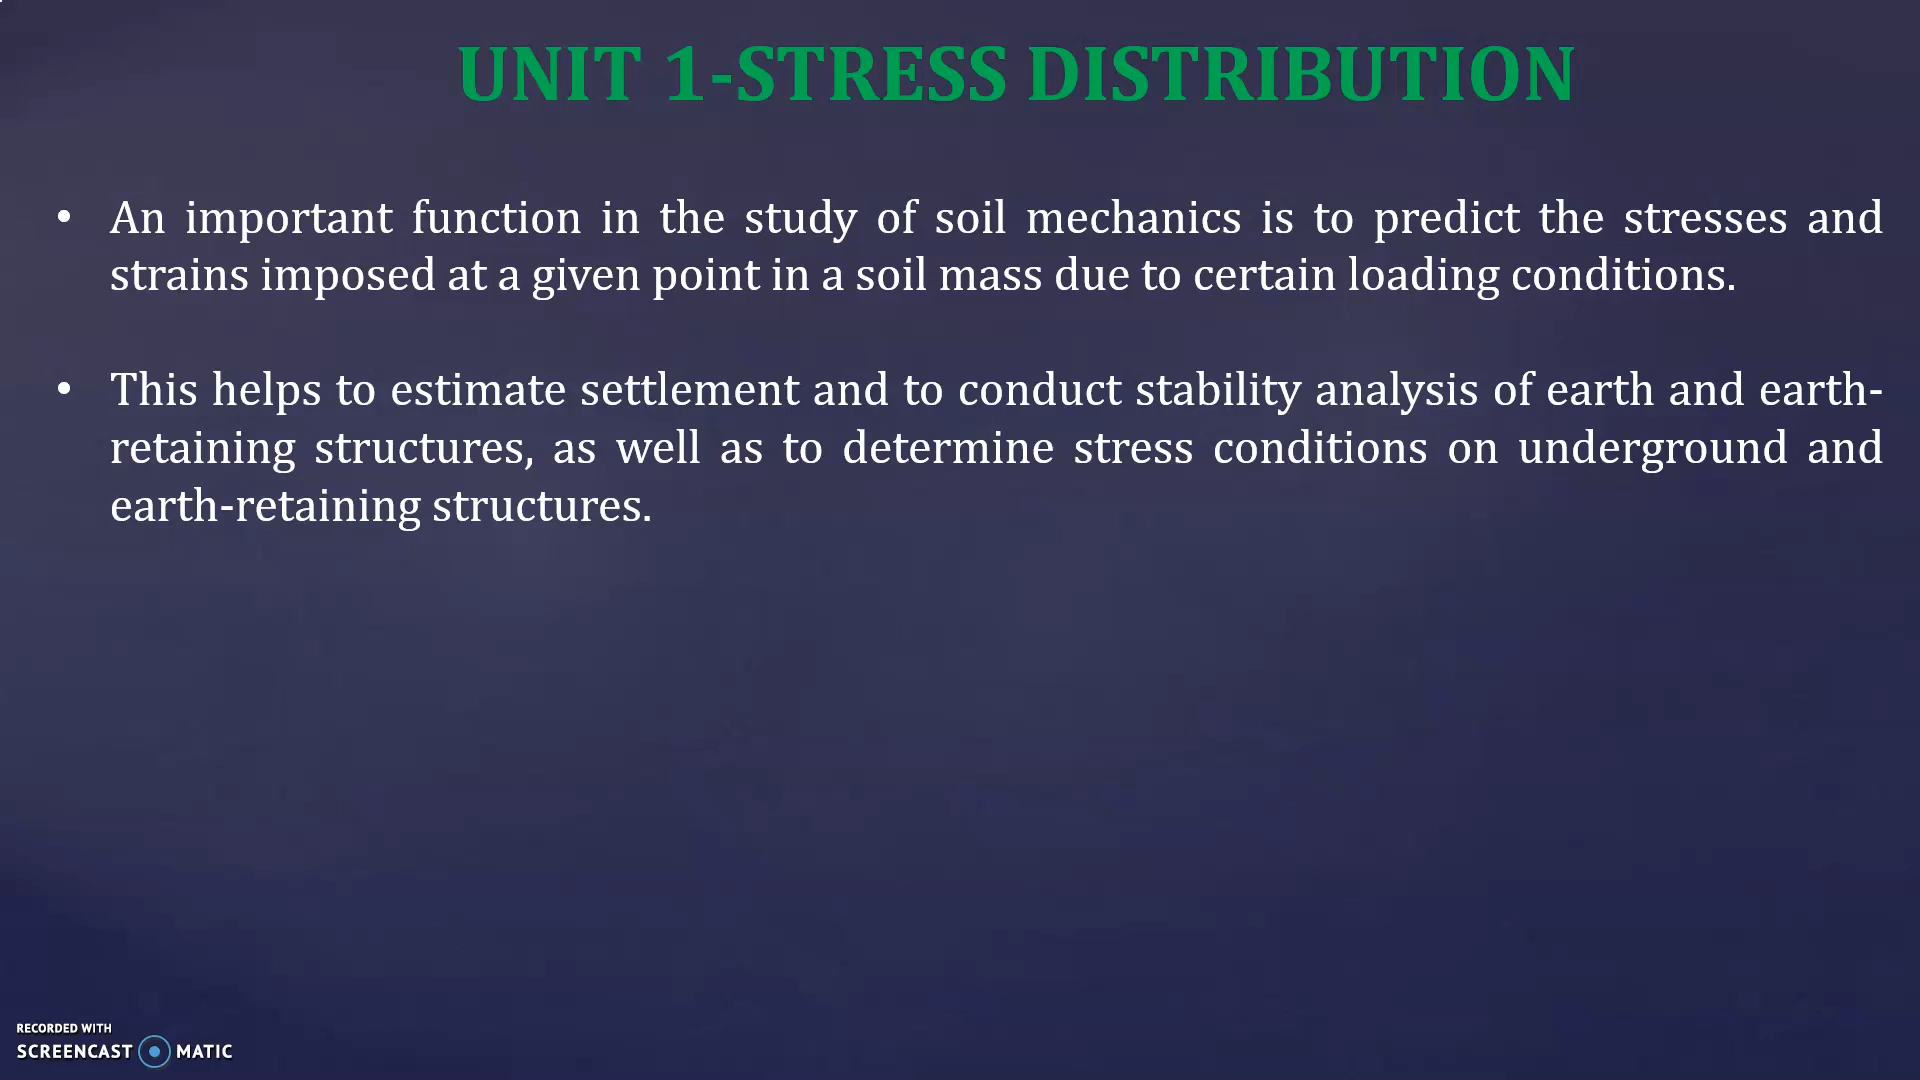 UNIT 1-STRESS DISTRIBUTION
• An important function in the study of soil mechanics is to predict the stresses and
strains imposed at a given point in a soil mass due to certain loading conditions.
• This helps to estimate settlement and to conduct stability analysis of earth and earth-
retaining structures, as well as to determine stress conditions on underground and
earth-retaining structures.
RECORDED WITH
SCREENCAST MATIC